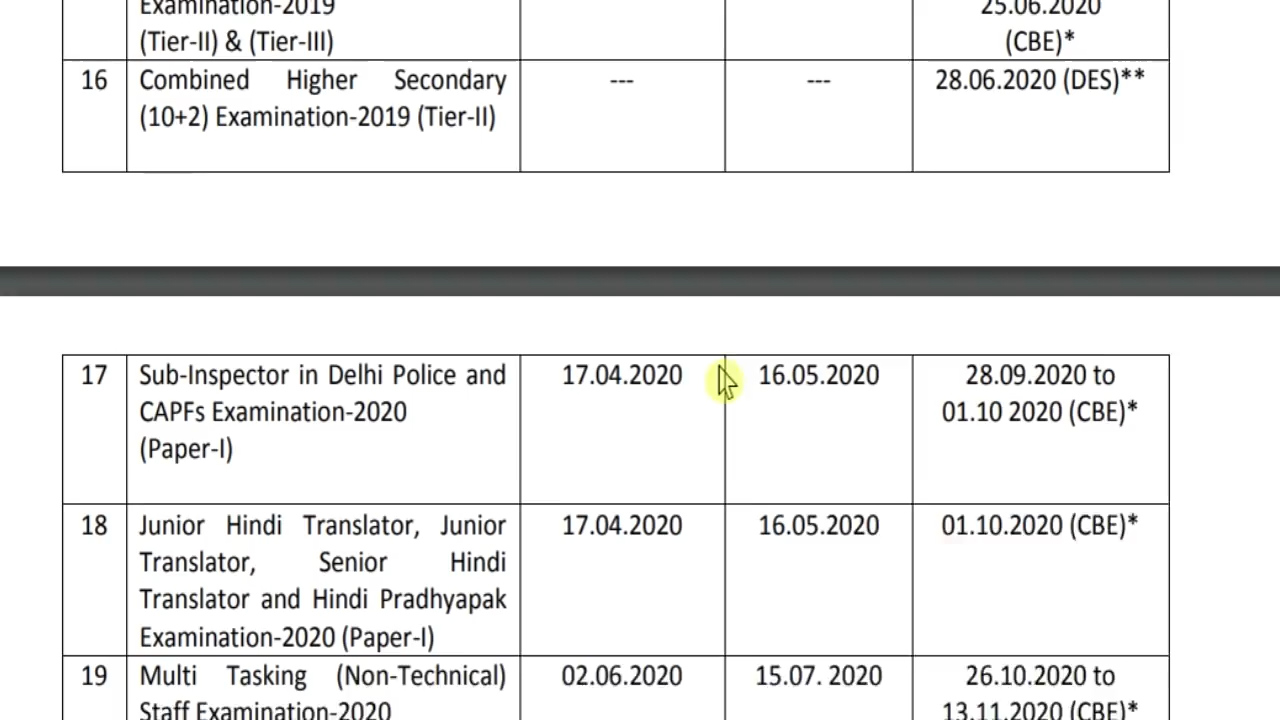 Examination-2019
(Tier-II) & (Tier-III)
25.06.2020
(CBE)*
16
Combined Higher Secondary
(10+2) Examination-2019 (Tier-II)
---
---
28.06.2020 (DES)**
17
Sub-Inspector in Delhi Police and
CAPFs Examination-2020
(Paper-I)
17.04.2020
16.05.2020
28.09.2020 to
01.10 2020 (CBE)*
18
Junior Hindi Translator, Junior
Translator, Senior Hindi
Translator and Hindi Pradhyapak
Examination-2020 (Paper-I)
17.04.2020
16.05.2020
01.10.2020 (CBE)*
19
Multi Tasking (Non-Technical)
Staff Examination-2020
02.06.2020
15.07. 2020
26.10.2020 to
13.11.2020 (CBE)*